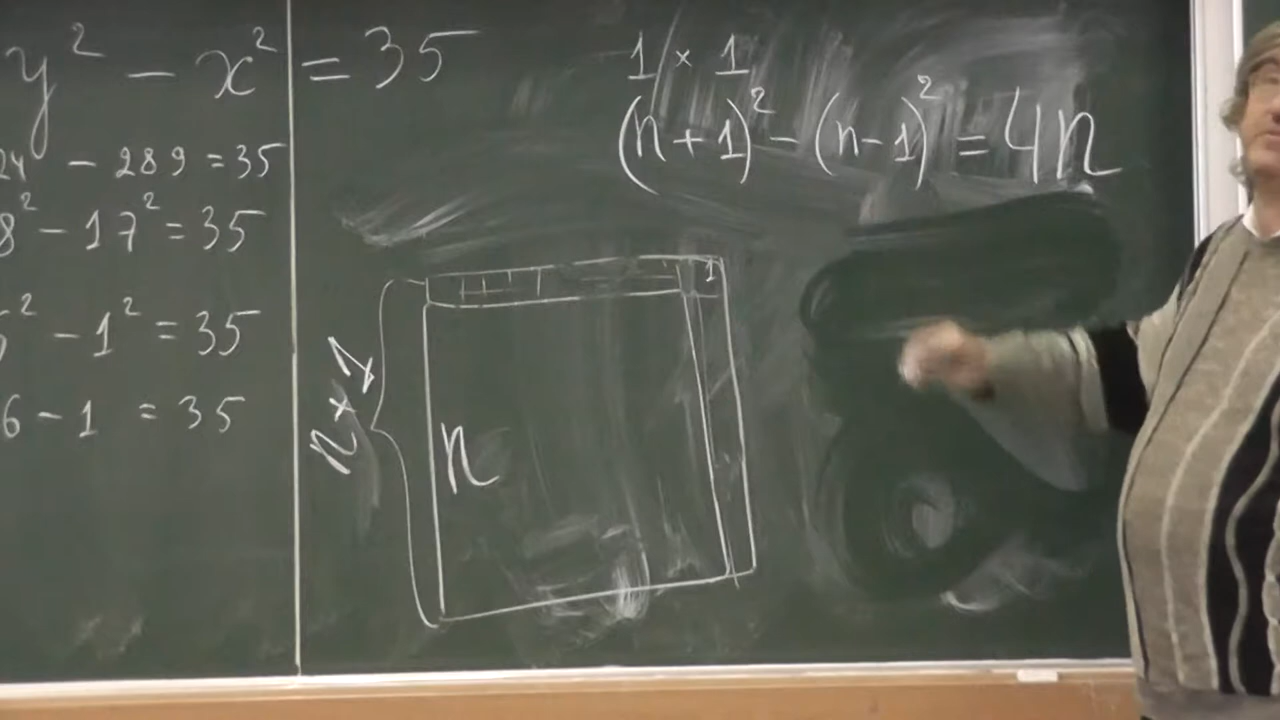 y² - x² = 35
24 - 289 = 35
8² - 17² = 35
² - 1² = 35
6 - 1 = 35
1 × 1
(n+1)² - (n-1)² = 4n
1
n